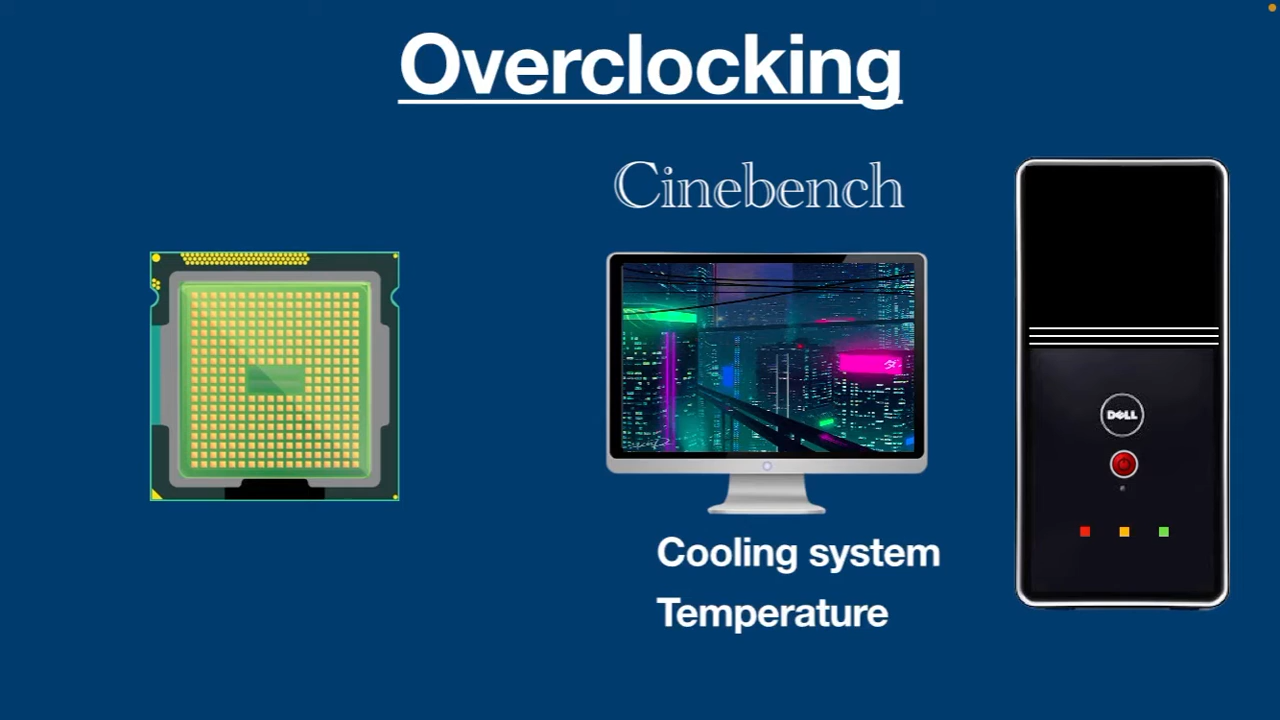 Overclocking
Cinebench
DELL
Cooling system
Temperature